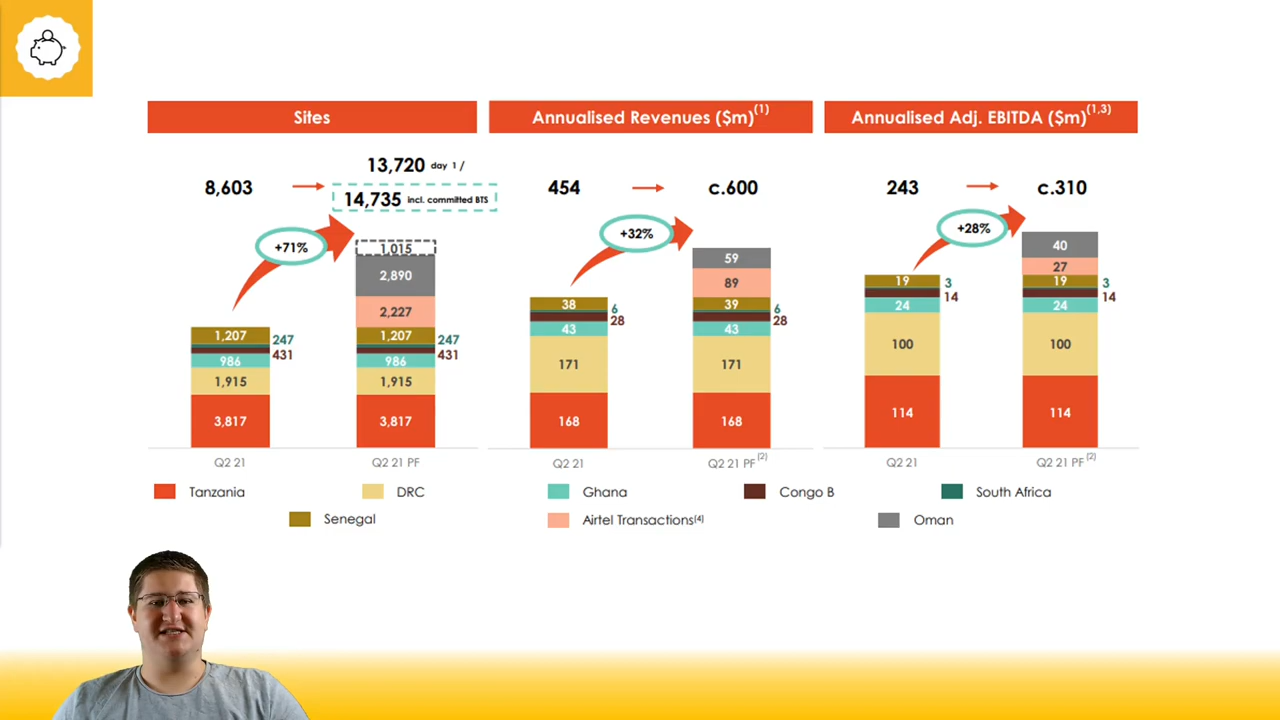 Sites
Annualised Revenues ($m)(1)
Annualised Adj. EBITDA ($m)(1,3)
13,720 day 1 /
8,603
14,735 incl. committed BTS
454
c.600
243
c.310
+71%
+32%
+28%
1,015
2,890
2,227
1,207
247
431
986
1,915
3,817
1,207
247
431
986
1,915
3,817
38
6
28
43
171
168
59
89
39
6
28
43
171
168
19
3
14
24
100
114
40
27
19
3
14
24
100
114
Q2 21
Q2 21 PF
Q2 21
Q2 21 PF (2)
Q2 21
Q2 21 PF (2)
Tanzania
DRC
Ghana
Congo B
South Africa
Senegal
Airtel Transactions(4)
Oman